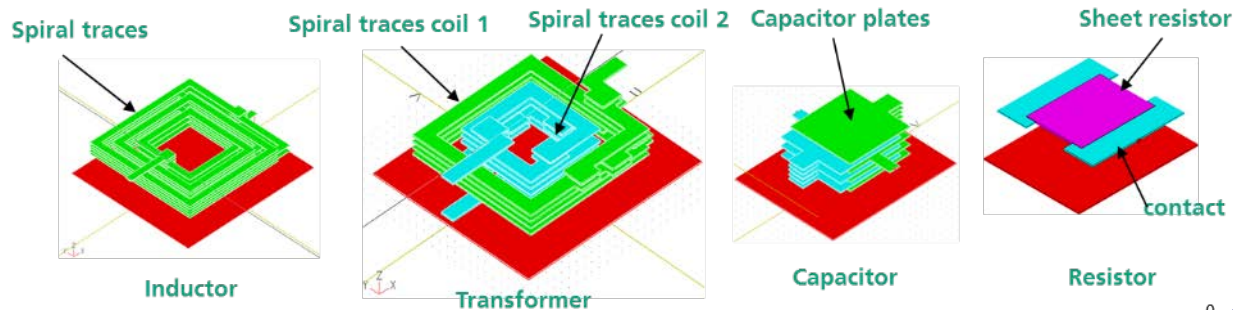 Spiral traces
Spiral traces coil 1
Spiral traces coil 2
Capacitor plates
Sheet resistor
contact
Inductor
Transformer
Capacitor
Resistor
Z
Y
X
0